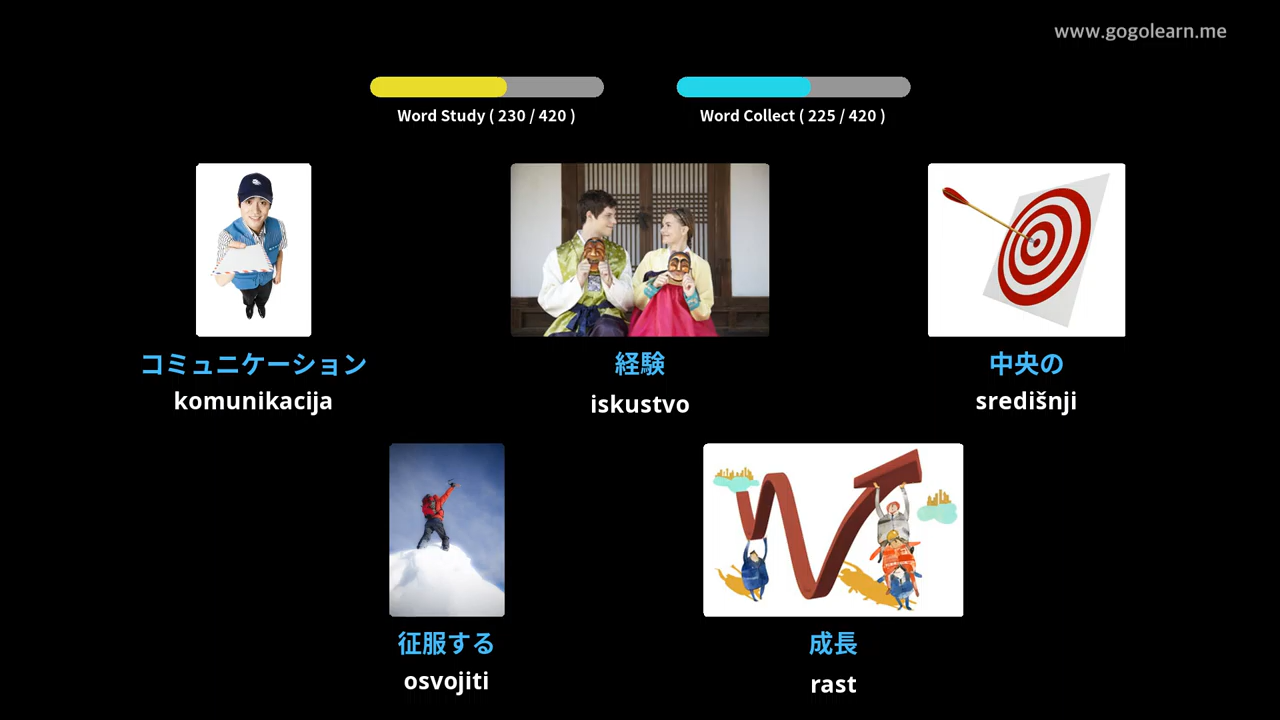 www.gogolearn.me
Word Study ( 230 / 420 )
Word Collect ( 225 / 420 )
コミュニケーション
komunikacija
経験
iskustvo
中央の
središnji
征服する
osvojiti
成長
rast